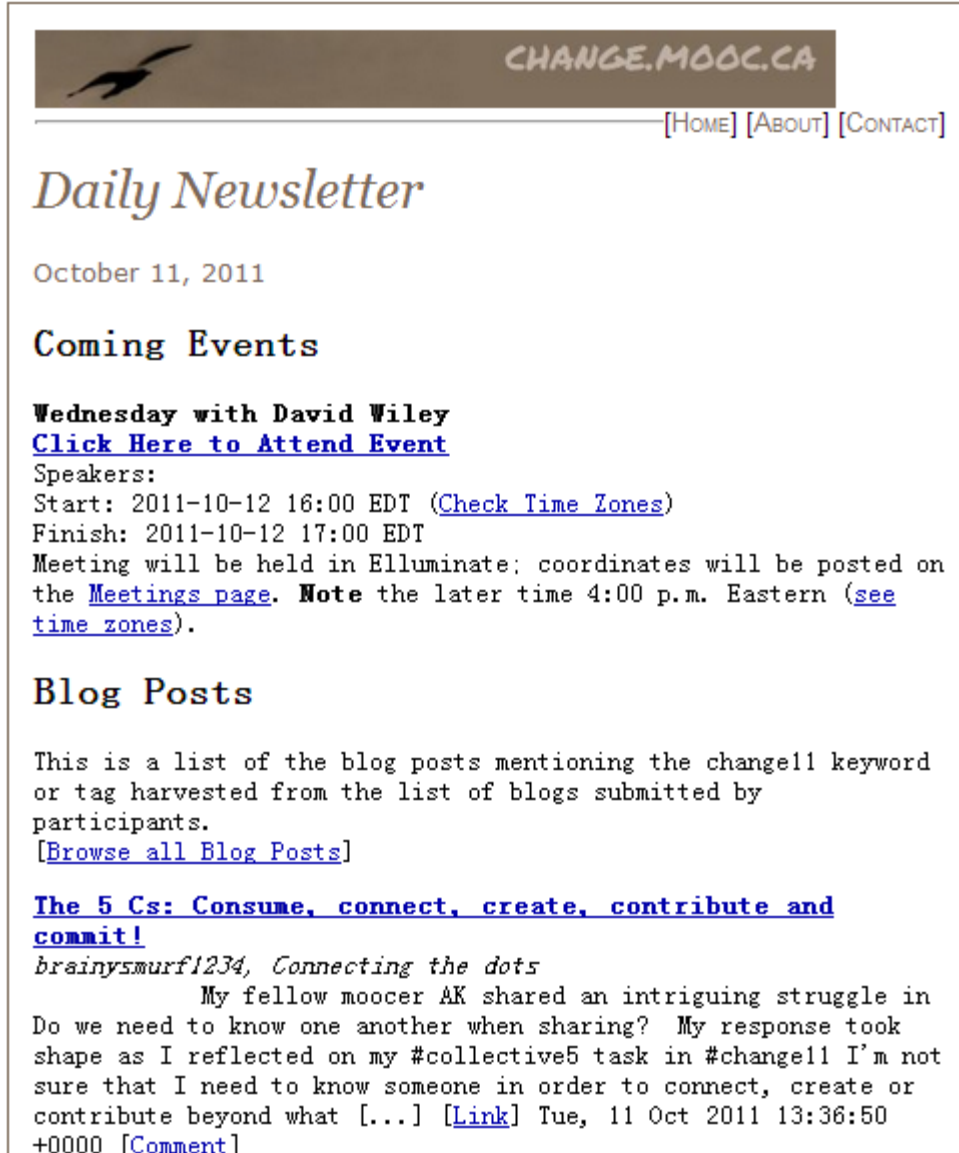 CHANGE.MOOC.CA
[HOME] [ABOUT] [CONTACT]
Daily Newsletter
October 11, 2011
Coming Events
Wednesday with David Wiley
Click Here to Attend Event
Speakers:
Start: 2011-10-12 16:00 EDT (Check Time Zones)
Finish: 2011-10-12 17:00 EDT
Meeting will be held in Elluminate; coordinates will be posted on
the Meetings page. Note the later time 4:00 p.m. Eastern (see
time zones).
Blog Posts
This is a list of the blog posts mentioning the change11 keyword
or tag harvested from the list of blogs submitted by
participants.
[Browse all Blog Posts]
The 5 Cs: Consume, connect, create, contribute and
commit!
brainysmurf1234, Connecting the dots
My fellow moocer AK shared an intriguing struggle in
Do we need to know one another when sharing?  My response took
shape as I reflected on my #collective5 task in #change11 I'm not
sure that I need to know someone in order to connect, create or
contribute beyond what [...] [Link] Tue, 11 Oct 2011 13:36:50
+0000 [Comment]